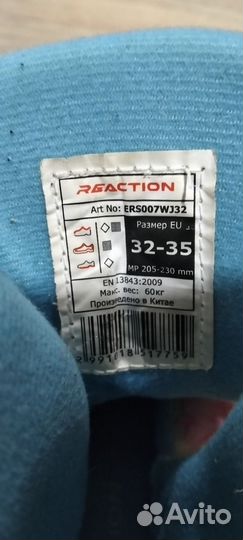 REACTION
Art No: ERS007WJ32
Размер EU
32-35
MP 205-230 mm
EN 13843:2009
Макс. вес: 60кг
Произведено в Китае
Avito